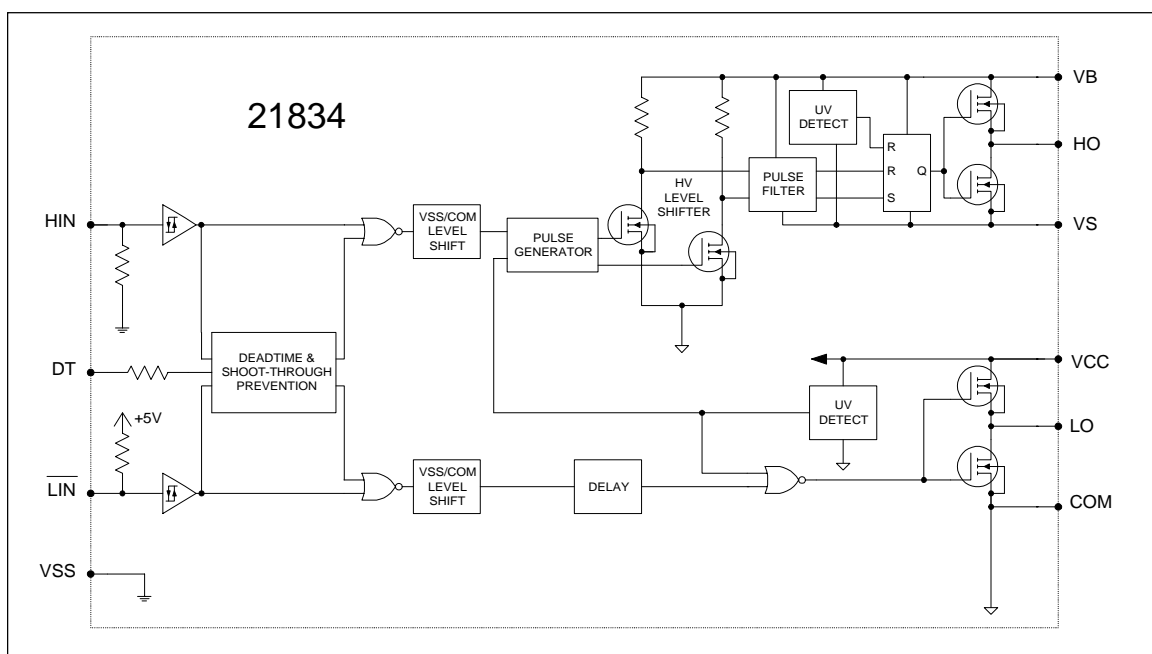 21834
VB
UV
DETECT
HO
R
R
Q
S
PULSE
FILTER
HV
LEVEL
SHIFTER
VS
HIN
VSS/COM
LEVEL
SHIFT
PULSE
GENERATOR
DEADTIME &
SHOOT-THROUGH
PREVENTION
DT
VCC
UV
DETECT
+5V
LO
LIN
VSS/COM
LEVEL
SHIFT
DELAY
COM
VSS